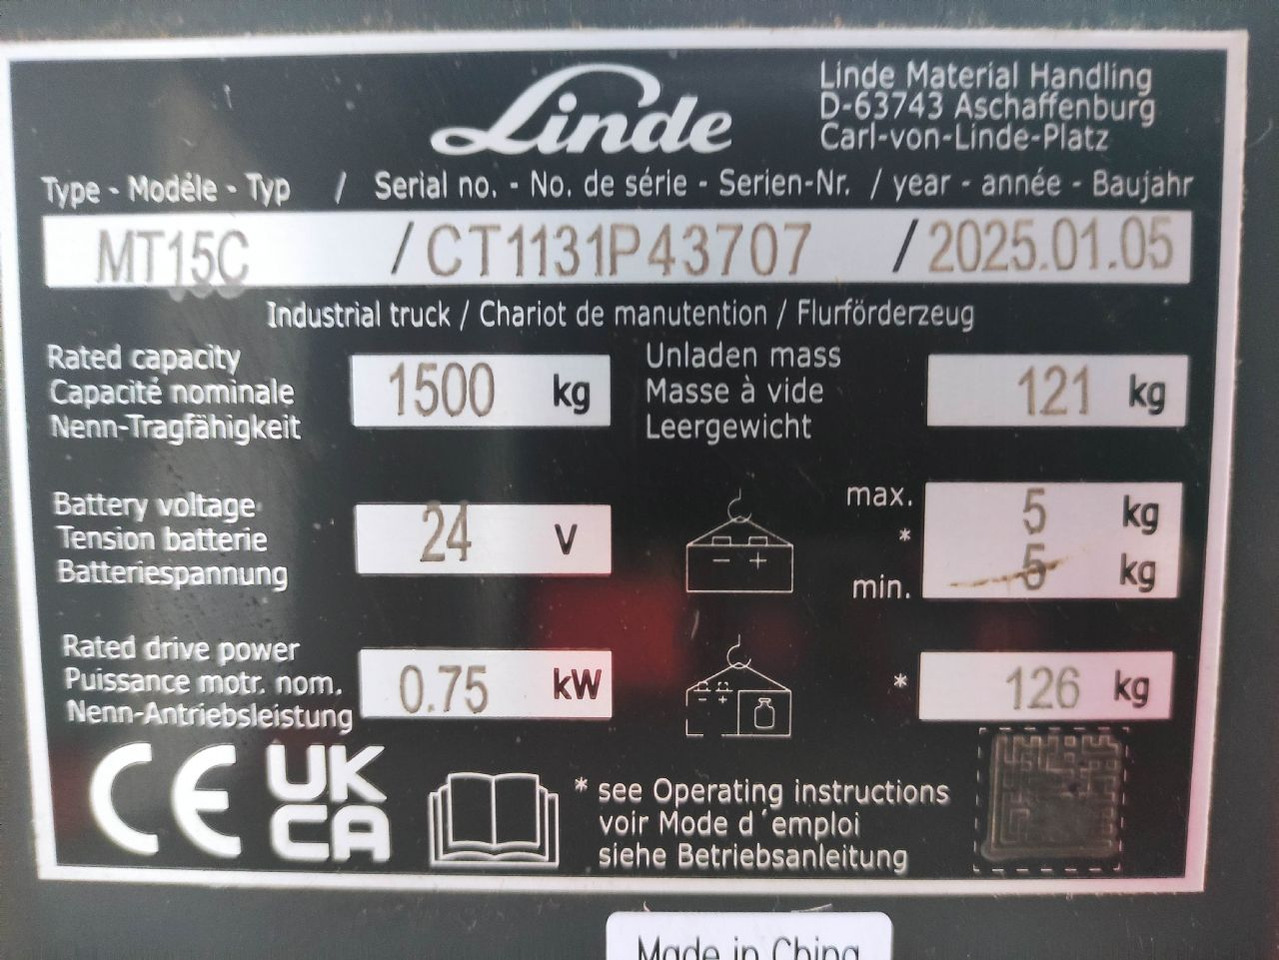 Linde
Linde Material Handling
D-63743 Aschaffenburg
Carl-von-Linde-Platz
Type - Modéle - Typ / Serial no. - No. de série - Serien-Nr. / year - année - Baujahr
MT15C / CT1131P43707 / 2025.01.05
Industrial truck / Chariot de manutention / Flurförderzeug
Rated capacity
Capacité nominale
Nenn-Tragfähigkeit
1500 kg
Unladen mass
Masse à vide
Leergewicht
121 kg
Battery voltage
Tension batterie
Batteriespannung
24 V
max. 5 kg
*
min. 5 kg
Rated drive power
Puissance motr. nom.
Nenn-Antriebsleistung
0.75 kW
* 126 kg
CE
UK
CA
* see Operating instructions
voir Mode d´emploi
siehe Betriebsanleitung
Made in China